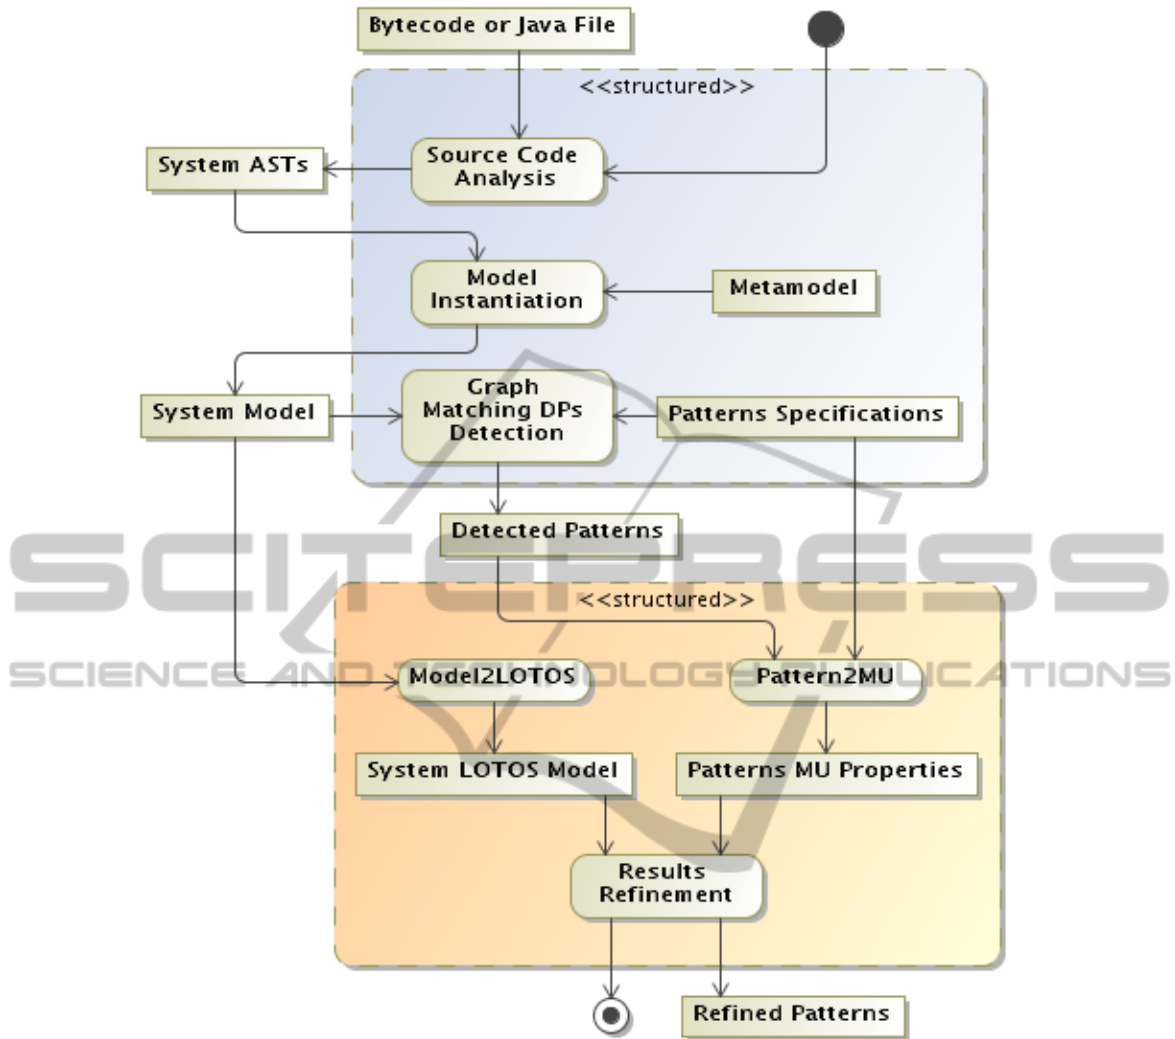 Bytecode or Java File
<<structured>>
Source Code
Analysis
System ASTs
Model
Instantiation
Metamodel
Graph
Matching DPs
Detection
System Model
Patterns Specifications
Detected Patterns
SCITEPRESS
SCIENCE AND TECHNOLOGY PUBLICATIONS
<<structured>>
Model2LOTOS
Pattern2MU
System LOTOS Model
Patterns MU Properties
Results
Refinement
Refined Patterns